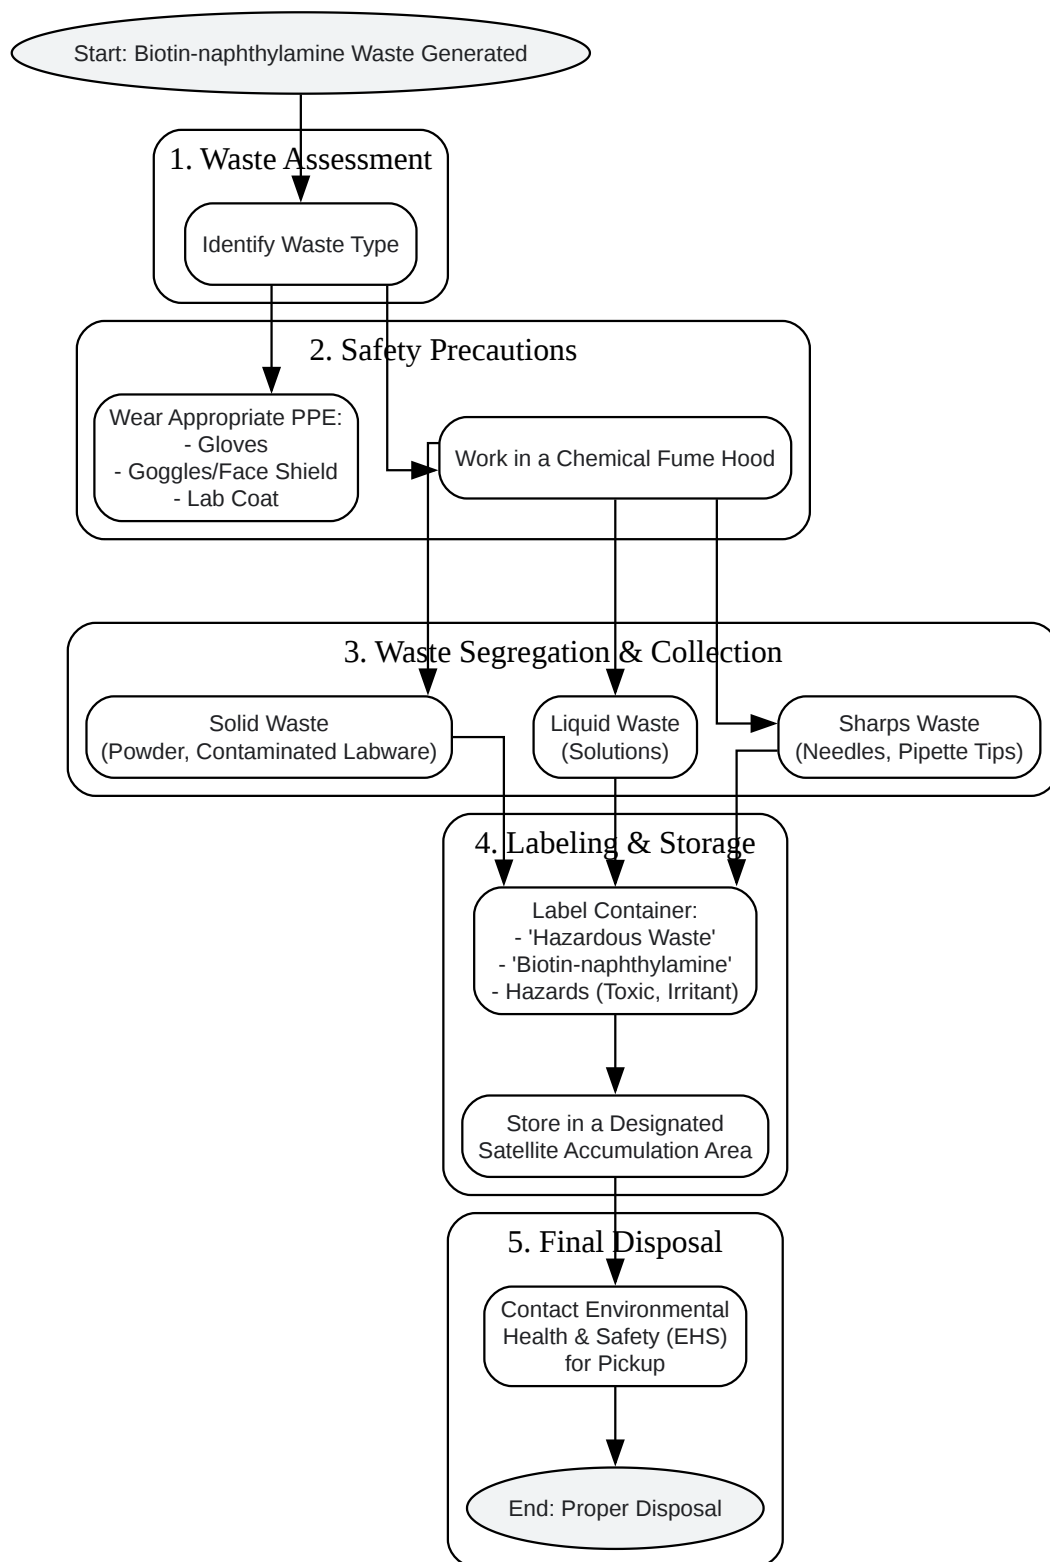 Start: Biotin-naphthylamine Waste Generated
1. Waste Assessment
Identify Waste Type
2. Safety Precautions
Wear Appropriate PPE:
- Gloves
- Goggles/Face Shield
- Lab Coat
Work in a Chemical Fume Hood
3. Waste Segregation & Collection
Solid Waste
(Powder, Contaminated Labware)
Liquid Waste
(Solutions)
Sharps Waste
(Needles, Pipette Tips)
4. Labeling & Storage
Label Container:
- 'Hazardous Waste'
- 'Biotin-naphthylamine'
- Hazards (Toxic, Irritant)
Store in a Designated
Satellite Accumulation Area
5. Final Disposal
Contact Environmental
Health & Safety (EHS)
for Pickup
End: Proper Disposal